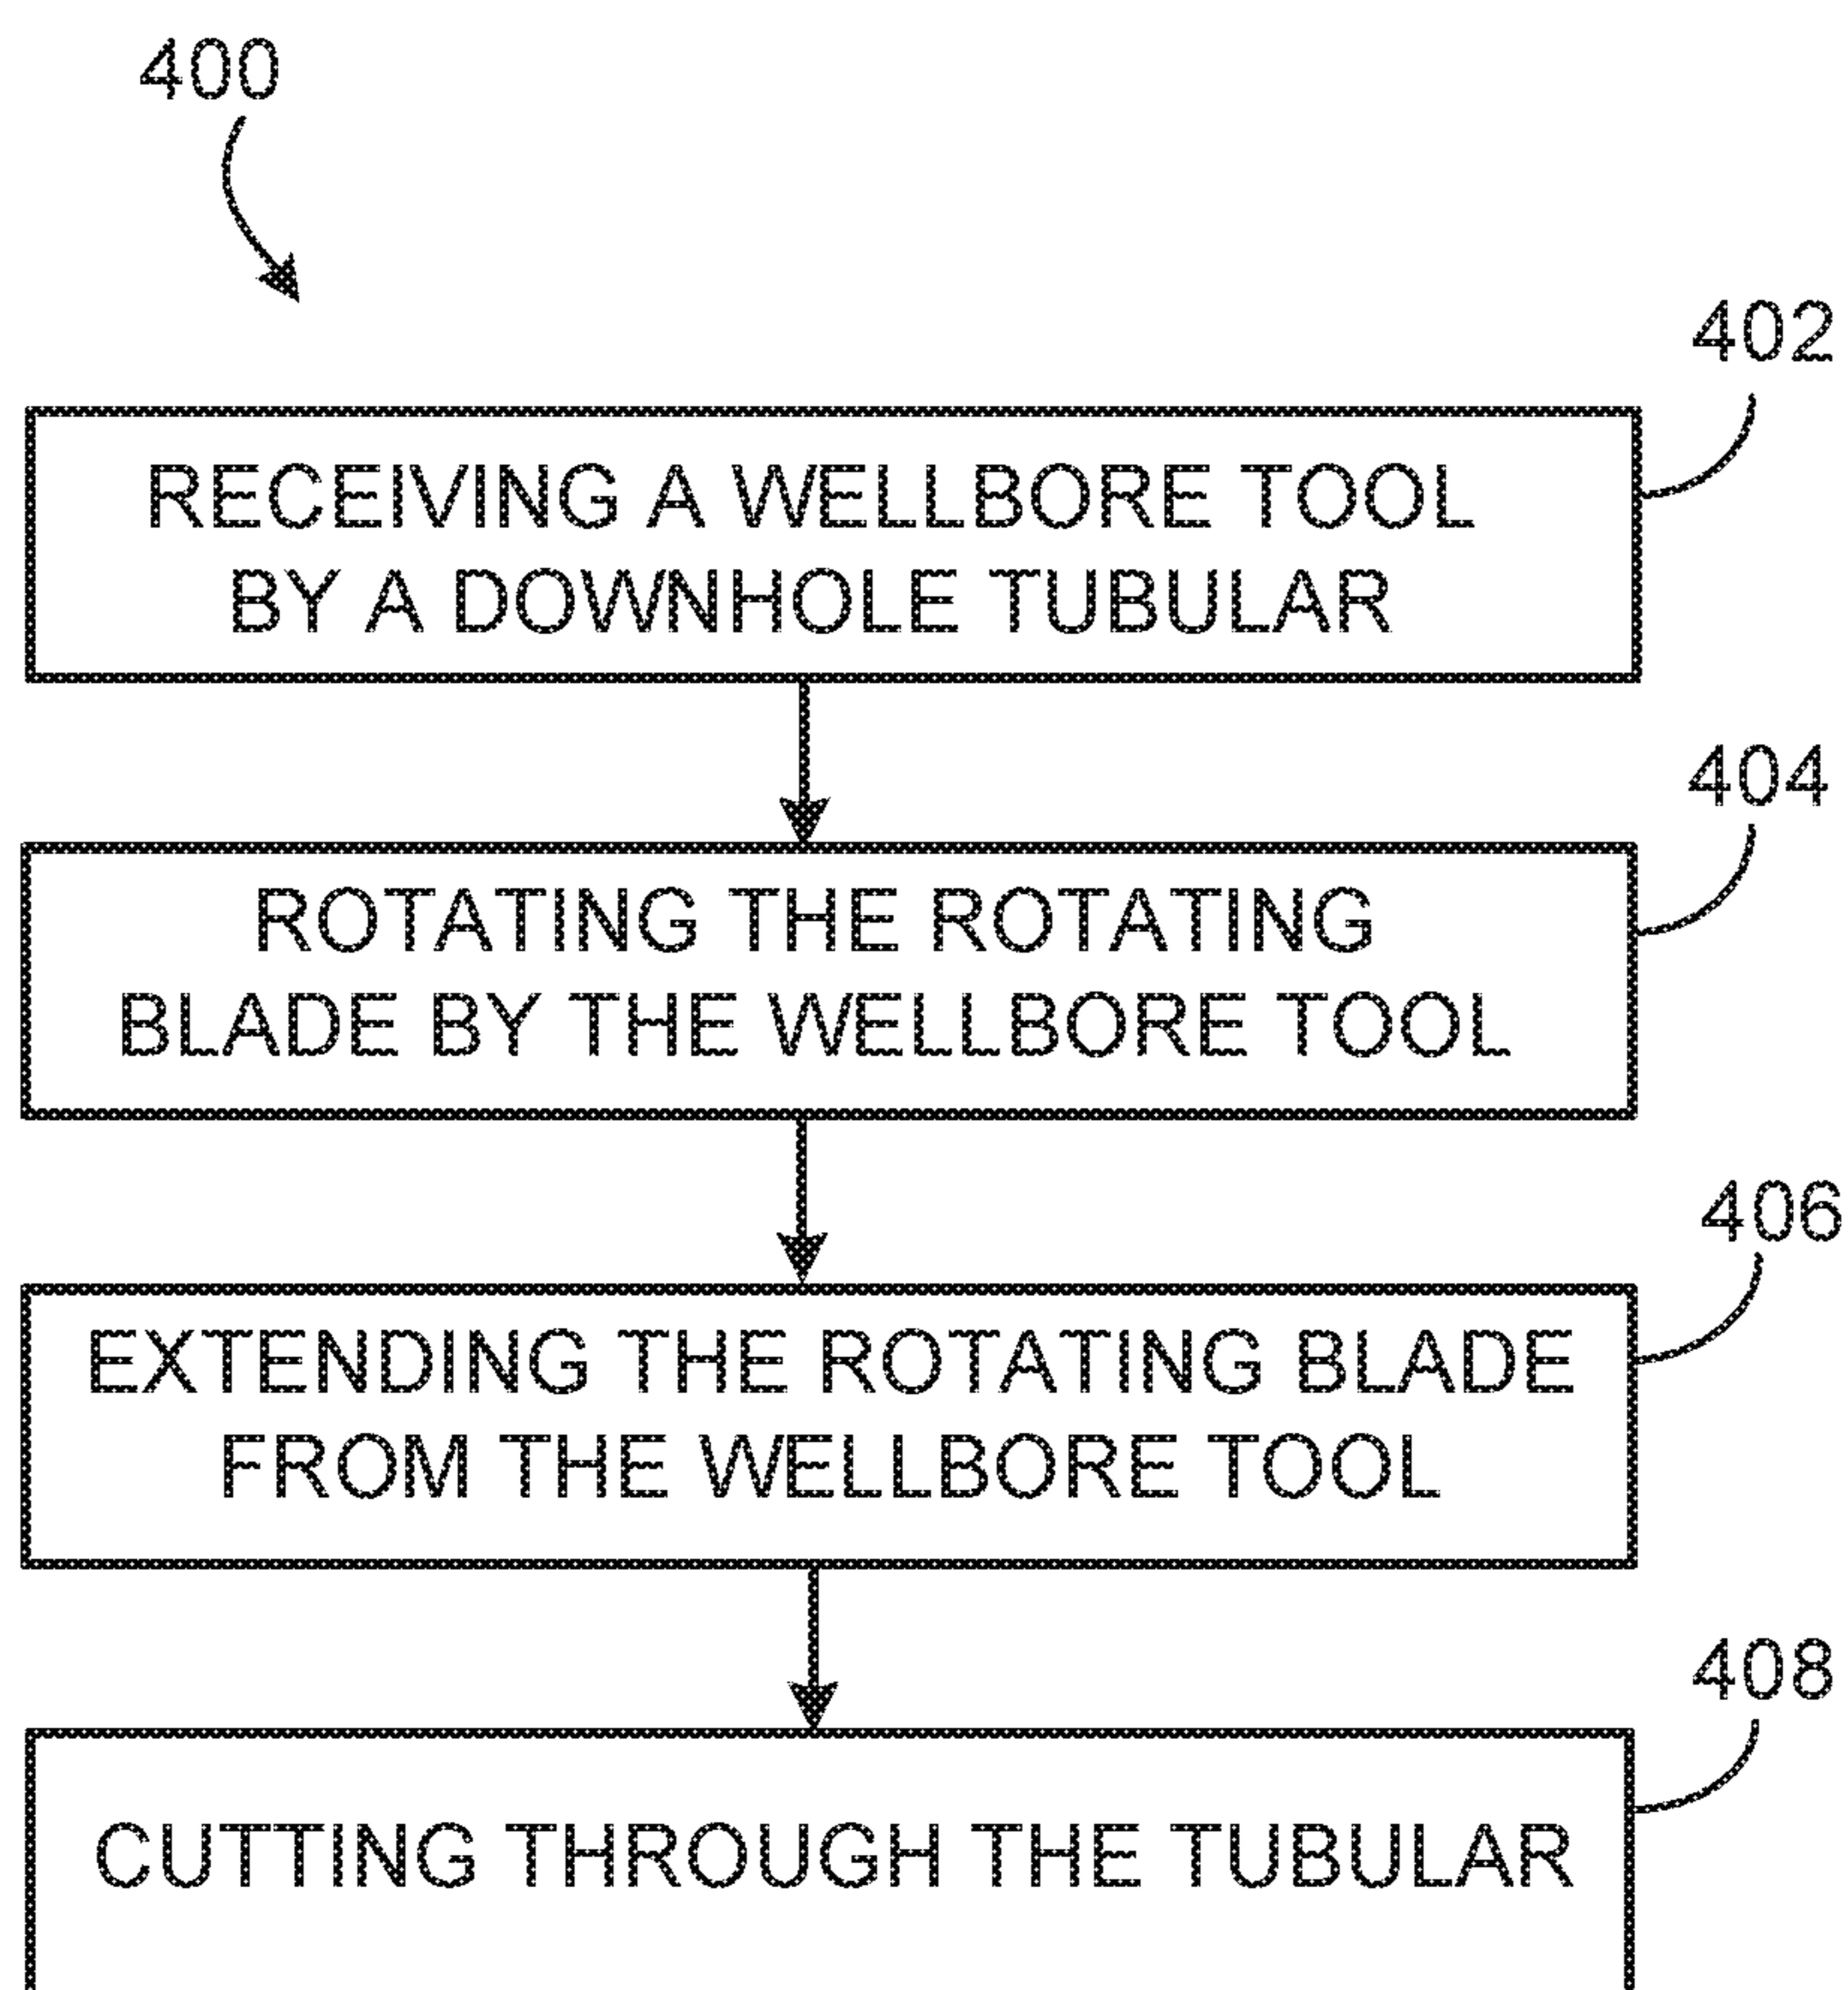 400
402
RECEIVING A WELLBORE TOOL
BY A DOWNHOLE TUBULAR
404
ROTATING THE ROTATING
BLADE BY THE WELLBORE TOOL
406
EXTENDING THE ROTATING BLADE
FROM THE WELLBORE TOOL
408
CUTTING THROUGH THE TUBULAR